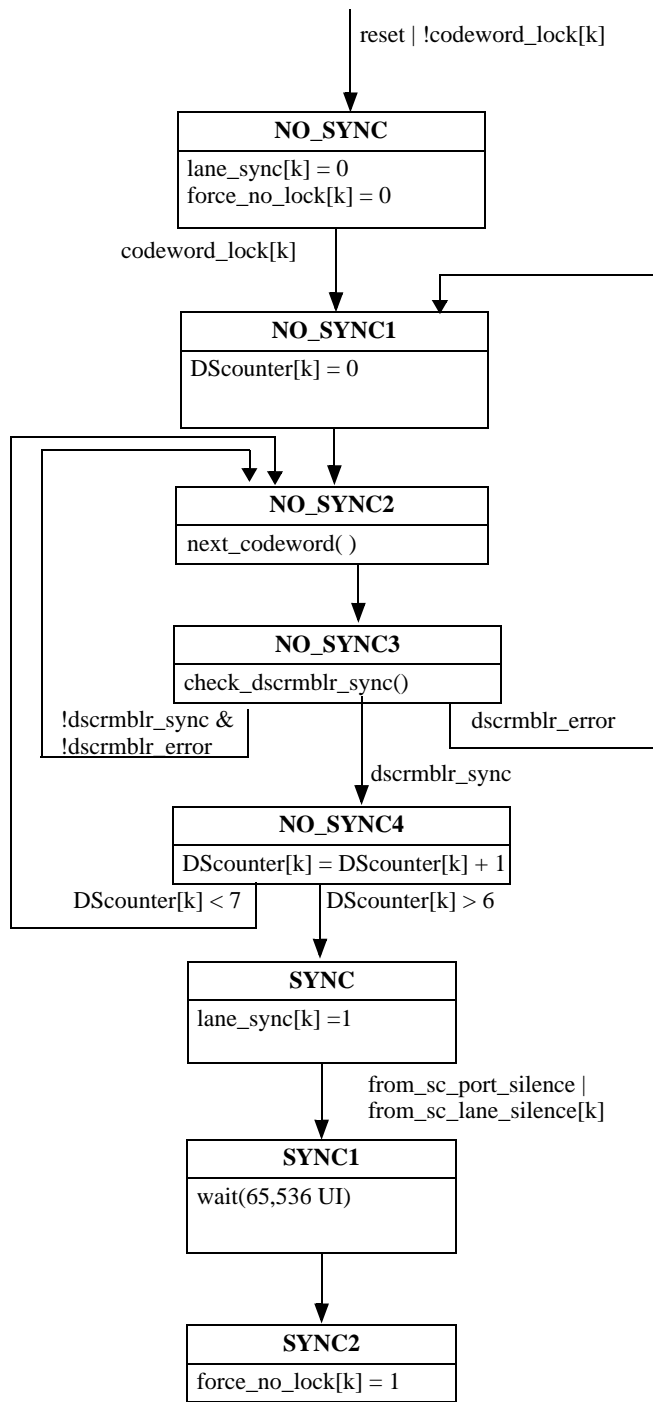 reset | !codeword_lock[k]
NO_SYNC
lane_sync[k] = 0
force_no_lock[k] = 0
codeword_lock[k]
NO_SYNC1
DScounter[k] = 0
NO_SYNC2
next_codeword( )
NO_SYNC3
check_dscrmblr_sync()
!dscrmblr_sync &
!dscrmblr_error
dscrmblr_error
dscrmblr_sync
NO_SYNC4
DScounter[k] = DScounter[k] + 1
DScounter[k] < 7
DScounter[k] > 6
SYNC
lane_sync[k] =1
from_sc_port_silence |
from_sc_lane_silence[k]
SYNC1
wait(65,536 UI)
SYNC2
force_no_lock[k] = 1